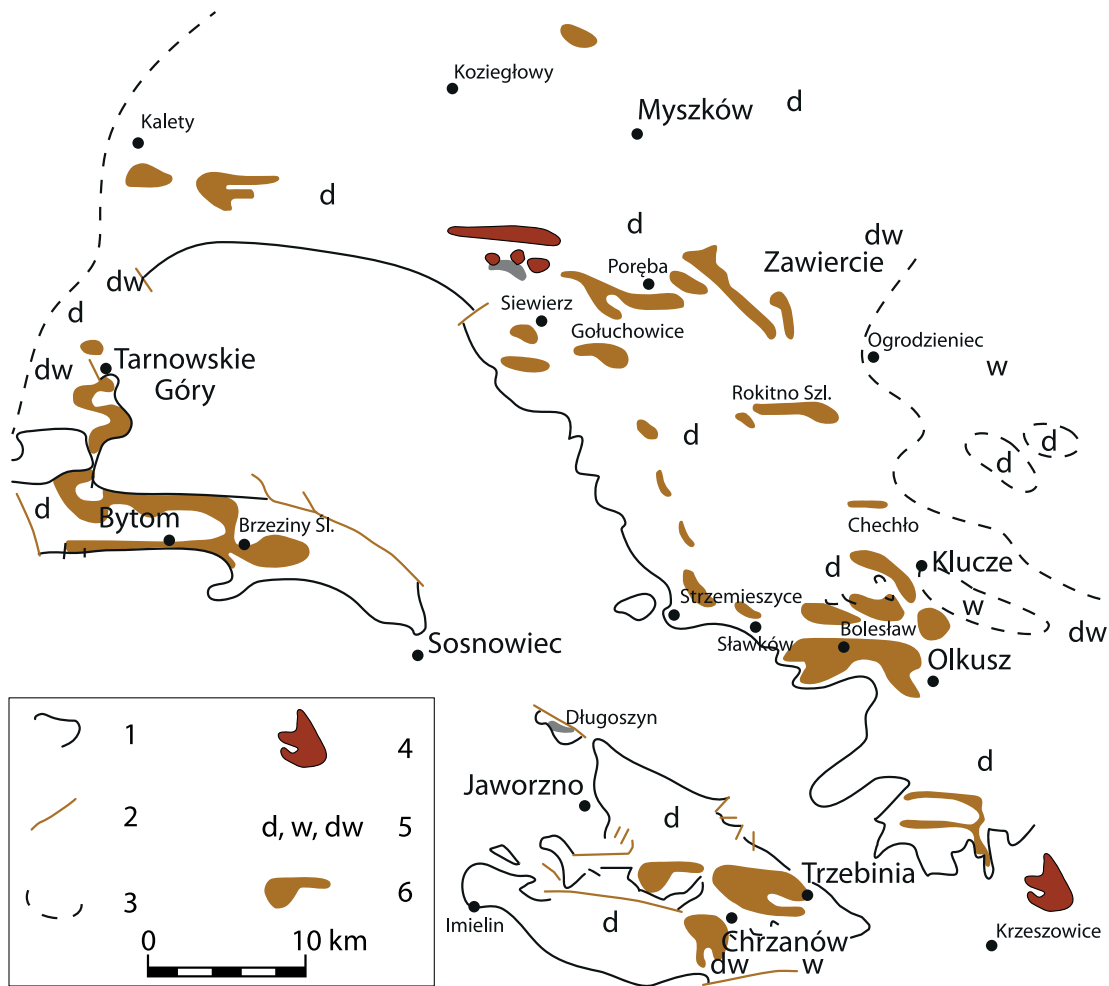 Koziegłowy
Myszków
d
Kalety
d
d
dw
Zawiercie
Poręba
dw
d
Siewierz
Gołuchowice
Ogrodzieniec
w
dw
Tarnowskie
Góry
Rokitno Szl.
d
d
d
d
Bytom
Brzeziny Śl.
Chechło
d
Klucze
w
Strzemieszyce
Sławków
Bolesław
dw
Sosnowiec
Olkusz
Długoszyn
d
Jaworzno
d
Trzebinia
Imielin
d
Chrzanów
dw
w
Krzeszowice
1
4
2
d, w, dw
5
3
6
0
10 km